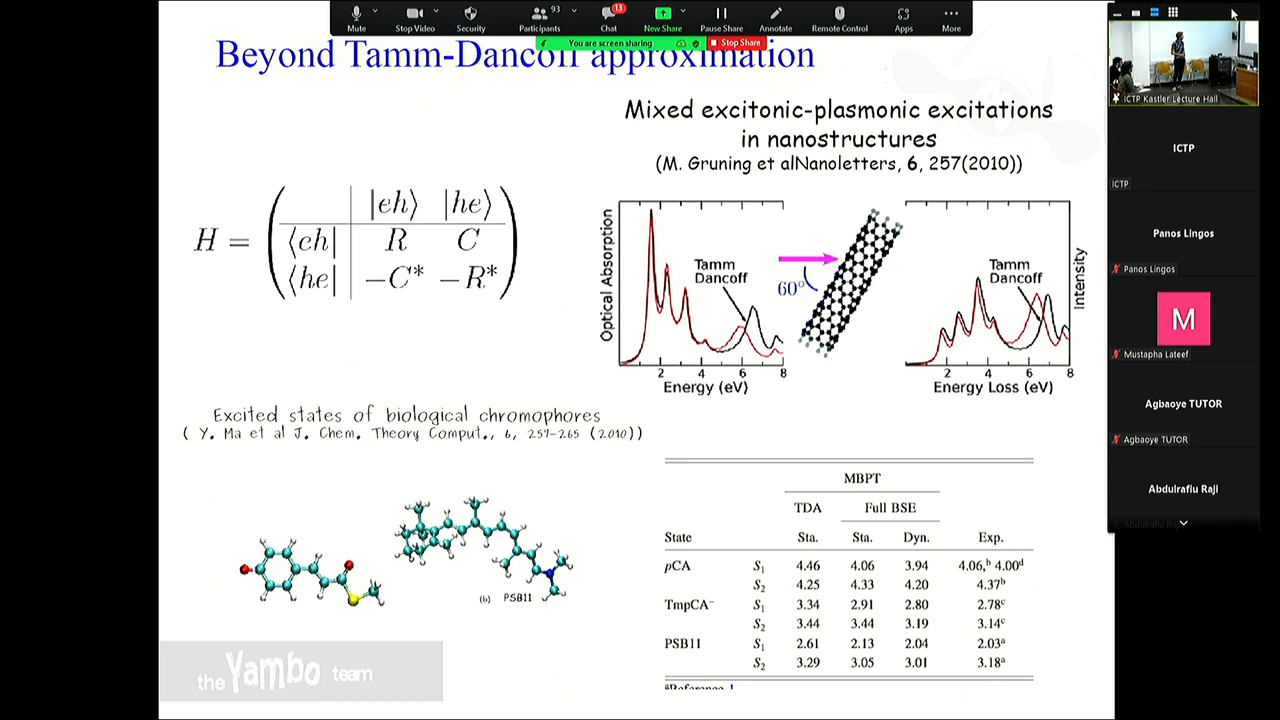 Mute
Stop Video
Security
93
Participants
13
Chat
New Share
Pause Share
Annotate
Remote Control
Apps
More
You are screen sharing
Stop Share
Beyond Tamm-Dancoff approximation
Mixed excitonic-plasmonic excitations
in nanostructures
(M. Gruning et alNanoletters, 6, 257(2010))
H =
|eh⟩ |he⟩
⟨eh| R C
⟨he| −C* −R*
Optical Absorption
Tamm
Dancoff
2 4 6 8
Energy (eV)
60°
Tamm
Dancoff
Intensity
2 4 6 8
Energy Loss (eV)
Excited states of biological chromophores
( Y. Ma et al J. Chem. Theory Comput., 6, 257-265 (2010))
(b) PSB11
MBPT
TDA Full BSE
State Sta. Sta. Dyn. Exp.
pCA S1 4.46 4.06 3.94 4.06,b 4.00d
S2 4.25 4.33 4.20 4.37b
TmpCA− S1 3.34 2.91 2.80 2.78c
S2 3.44 3.44 3.19 3.14c
PSB11 S1 2.61 2.13 2.04 2.03a
S2 3.29 3.05 3.01 3.18a
aReference 1
the Yambo team
ICTP Kastler Lecture Hall
ICTP
ICTP
Panos Lingos
Panos Lingos
M
Mustapha Lateef
Agbaoye TUTOR
Agbaoye TUTOR
Abdulrafiu Raji
Abdulrafiu Raji